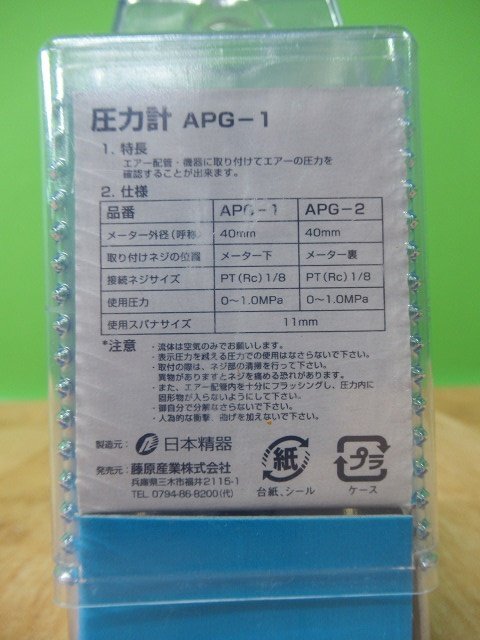 圧力計 APG-1
1. 特長
エアー配管・機器に取り付けてエアーの圧力を
確認することが出来ます。
2. 仕様
品番 APG-1 APG-2
メーター外径(呼称) 40mm 40mm
取り付けネジの位置 メーター下 メーター裏
接続ネジサイズ PT(Rc)1/8 PT(Rc)1/8
使用圧力 0〜1.0MPa 0〜1.0MPa
使用スパナサイズ 11mm
*注意 ・流体は空気のみでお願いします。
・表示圧力を越える圧力での使用はなさらないで下さい。
・取付の際は、ネジ部の清掃を行って下さい。
異物がありますとネジを痛める恐れがあります。
・また、エアー配管内を十分にフラッシングし、圧力内に
固形物が入らないようにして下さい。
・御自分で分解なさらないで下さい。
・人為的な衝撃、曲げを加えないで下さい。
製造元: 日本精器
発売元: 藤原産業株式会社
兵庫県三木市福井2115-1
TEL 0794-86-8200(代)
紙
台紙、シール
プラ
ケース